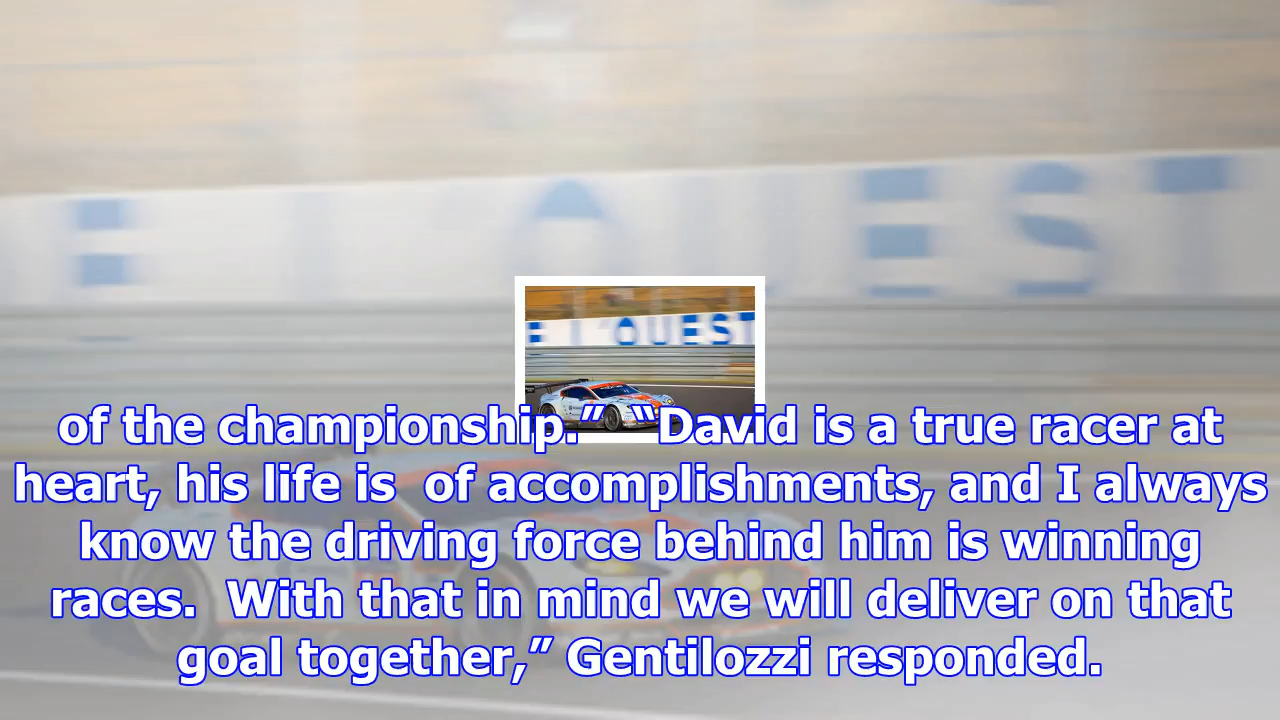 E L'OUEST
E L'OUEST
of the championship.” "David is a true racer at
heart, his life is  of accomplishments, and I always
know the driving force behind him is winning
races.  With that in mind we will deliver on that
goal together,” Gentilozzi responded.